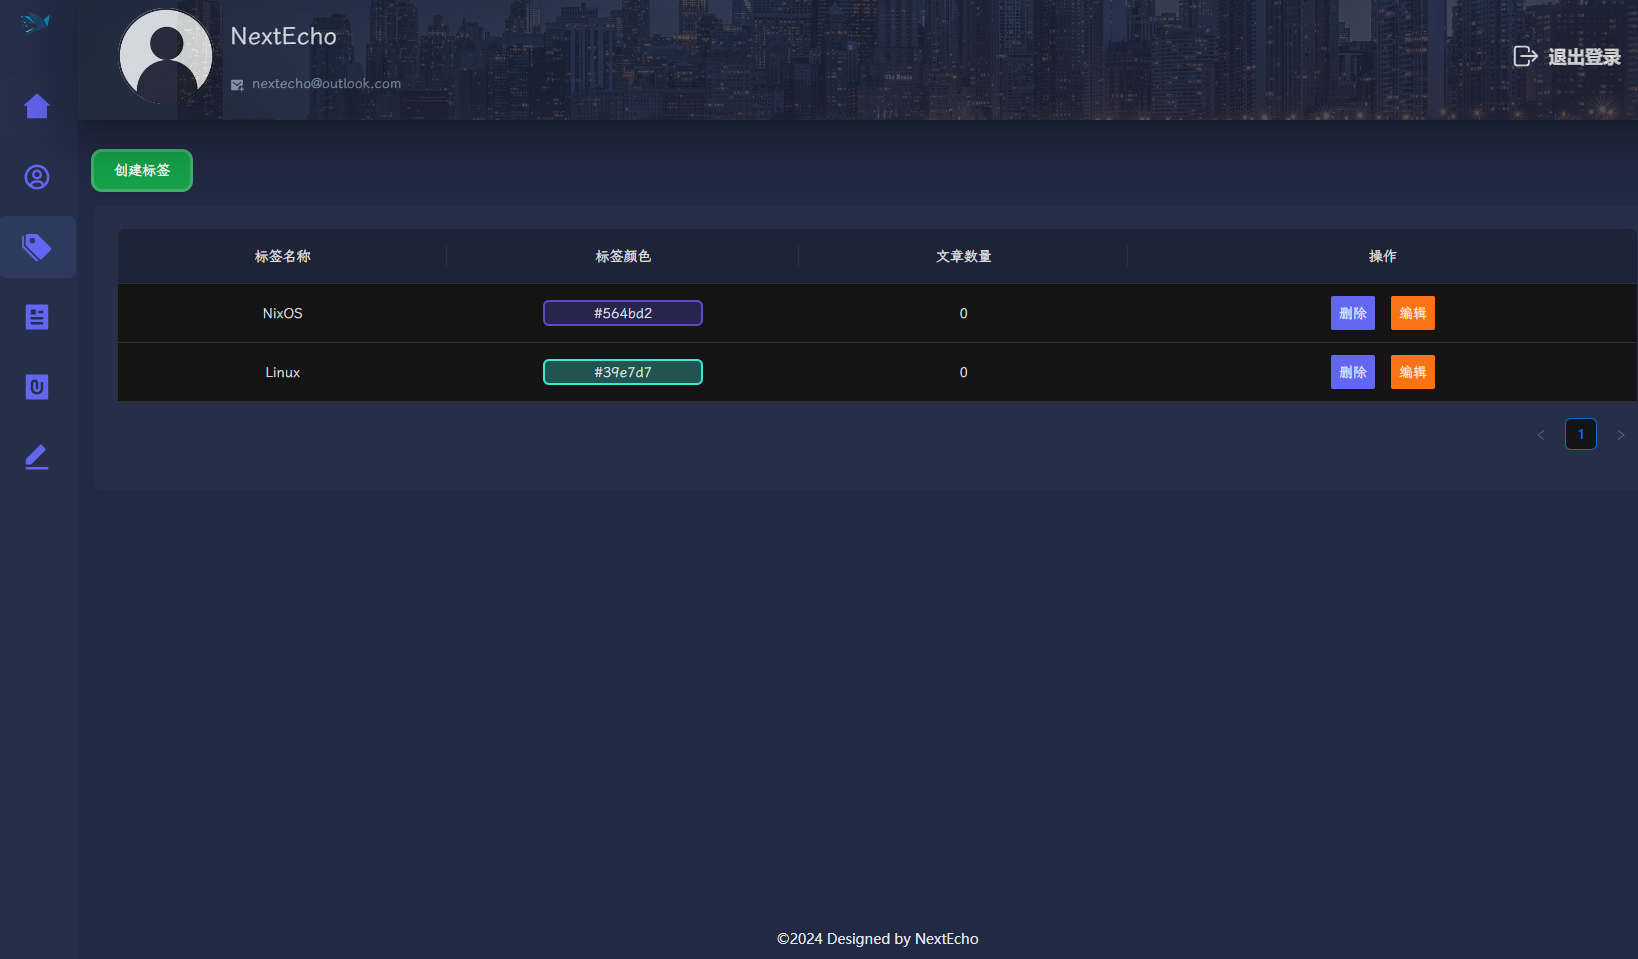 NextEcho
nextecho@outlook.com
退出登录
创建标签
标签名称 标签颜色 文章数量 操作
NixOS #564bd2 0 删除 编辑
Linux #39e7d7 0 删除 编辑
< 1 >
©2024 Designed by NextEcho